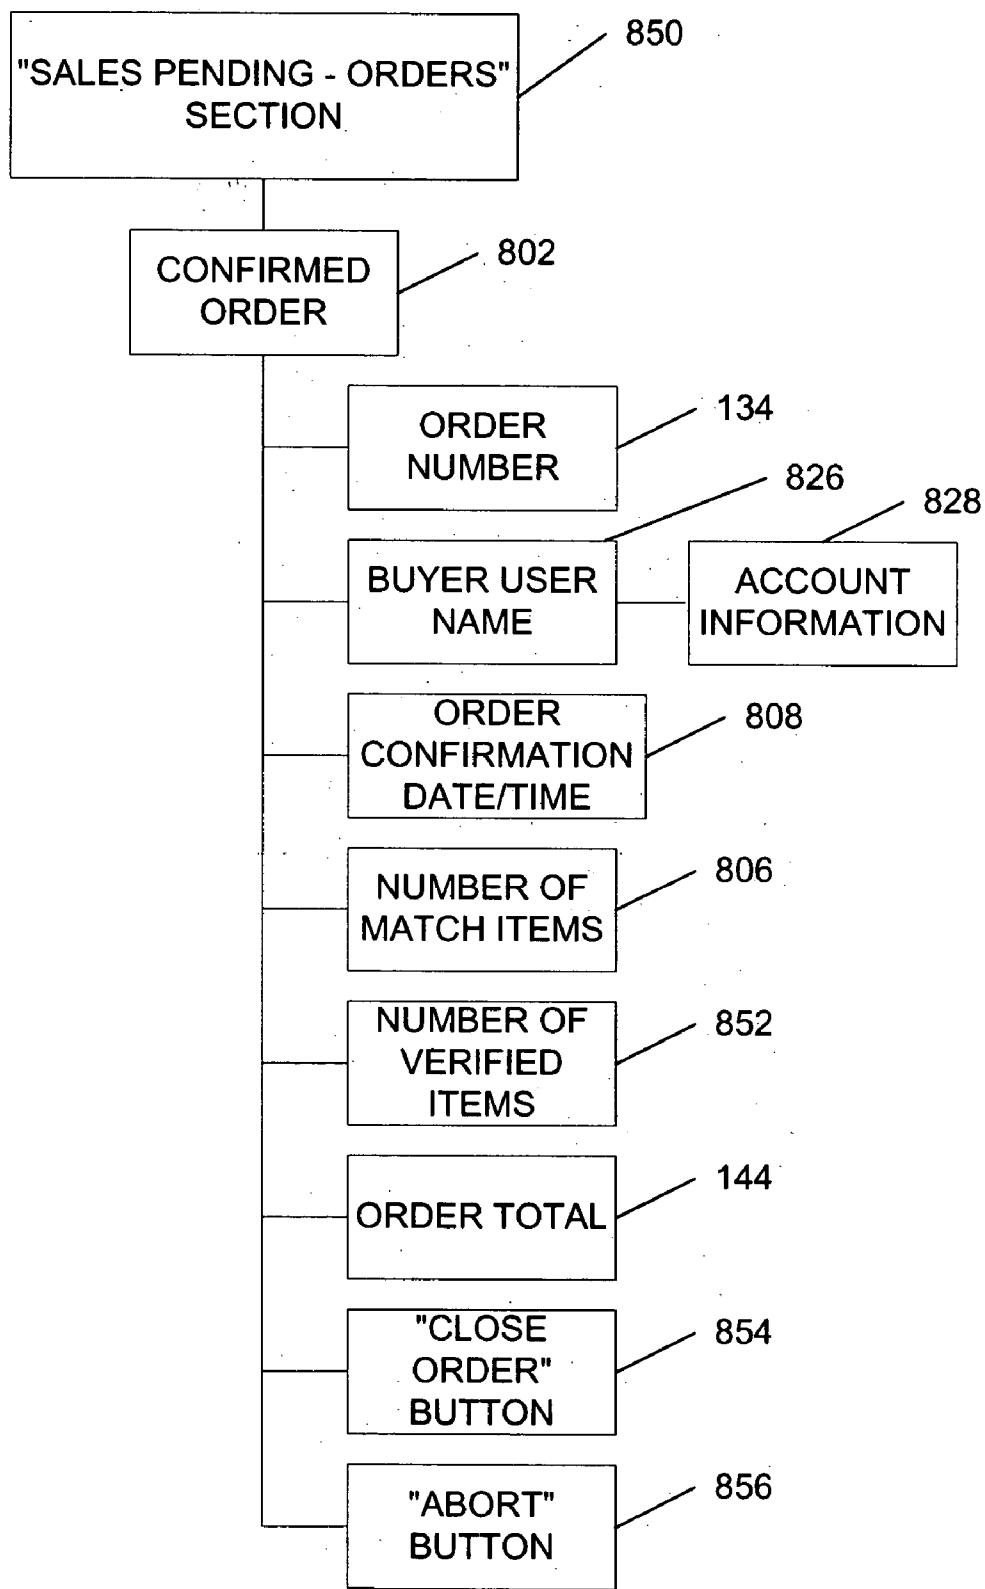 850
"SALES PENDING - ORDERS"
SECTION
802
CONFIRMED
ORDER
134
ORDER
NUMBER
826
828
BUYER USER
NAME
ACCOUNT
INFORMATION
808
ORDER
CONFIRMATION
DATE/TIME
806
NUMBER OF
MATCH ITEMS
852
NUMBER OF
VERIFIED
ITEMS
144
ORDER TOTAL
854
"CLOSE
ORDER"
BUTTON
856
"ABORT"
BUTTON